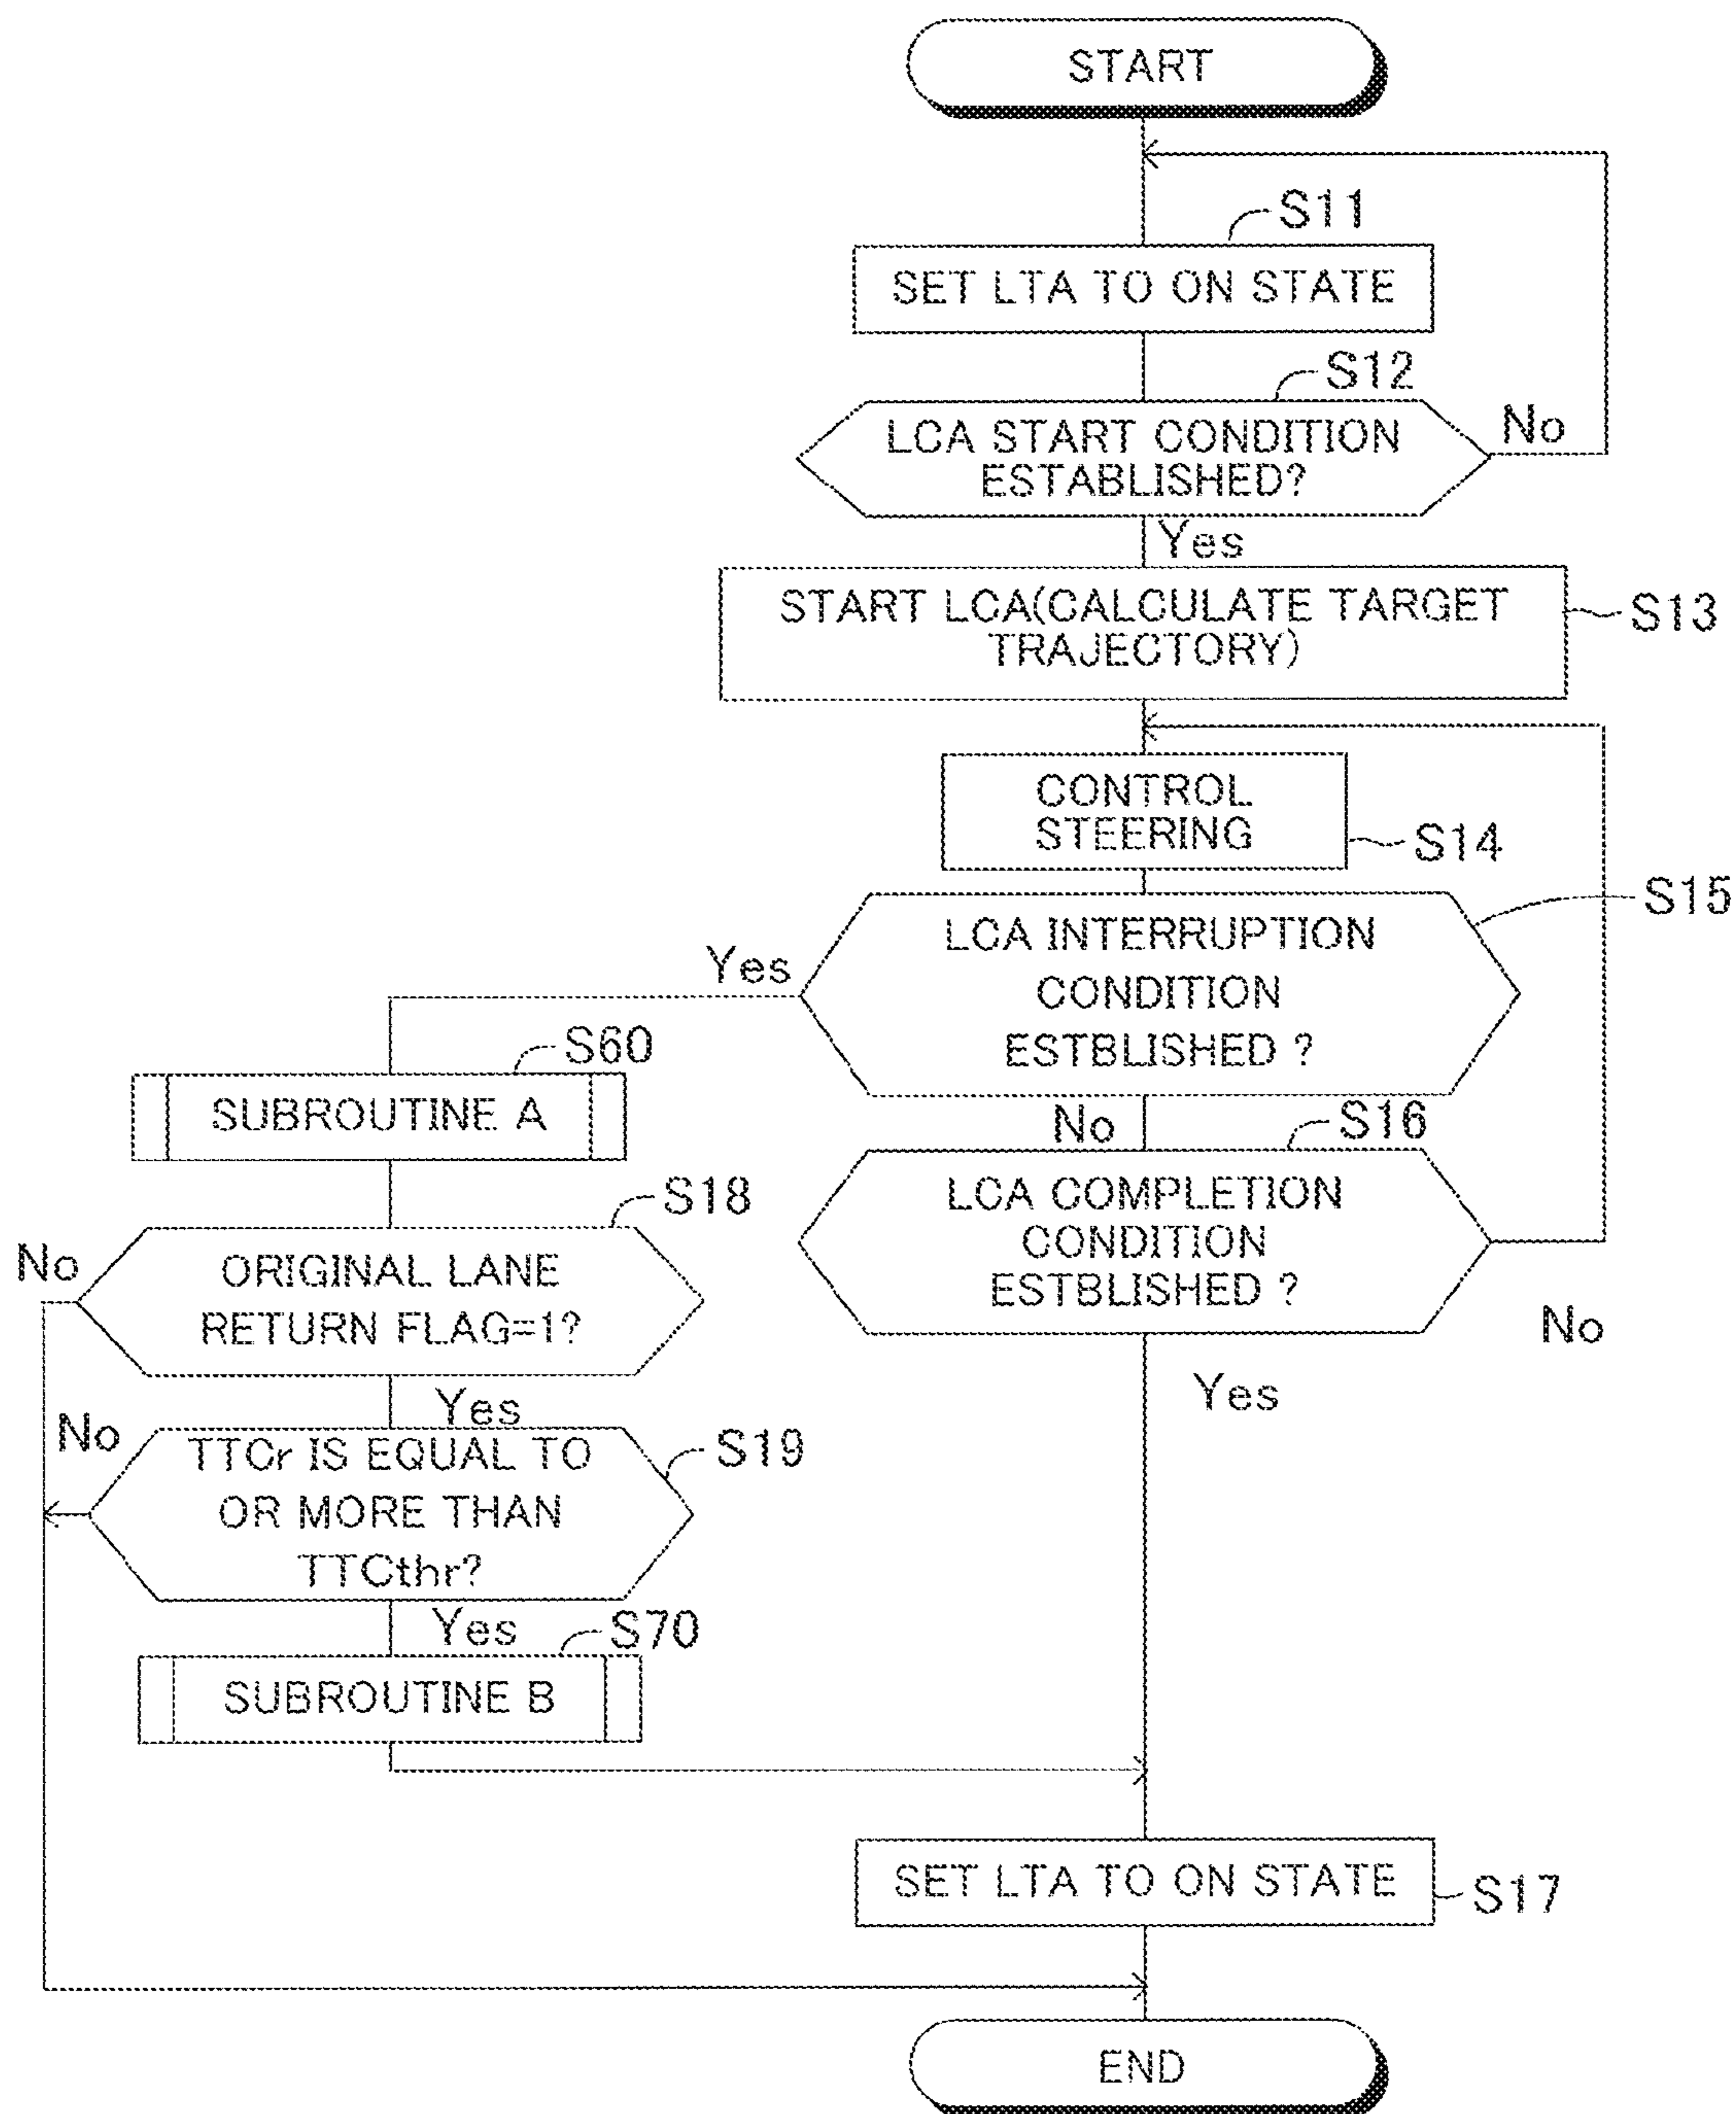 START
S11
SET LTA TO ON STATE
S12
LCA START CONDITION
ESTABLISHED?
No
Yes
START LCA(CALCULATE TARGET
TRAJECTORY)
S13
CONTROL
STEERING
S14
LCA INTERRUPTION
CONDITION
ESTBLISHED ?
S15
Yes
No
S60
SUBROUTINE A
S16
LCA COMPLETION
CONDITION
ESTBLISHED ?
No
Yes
S18
ORIGINAL LANE
RETURN FLAG=1?
No
Yes
S19
TTCr IS EQUAL TO
OR MORE THAN
TTCthr?
No
Yes
S70
SUBROUTINE B
SET LTA TO ON STATE
S17
END